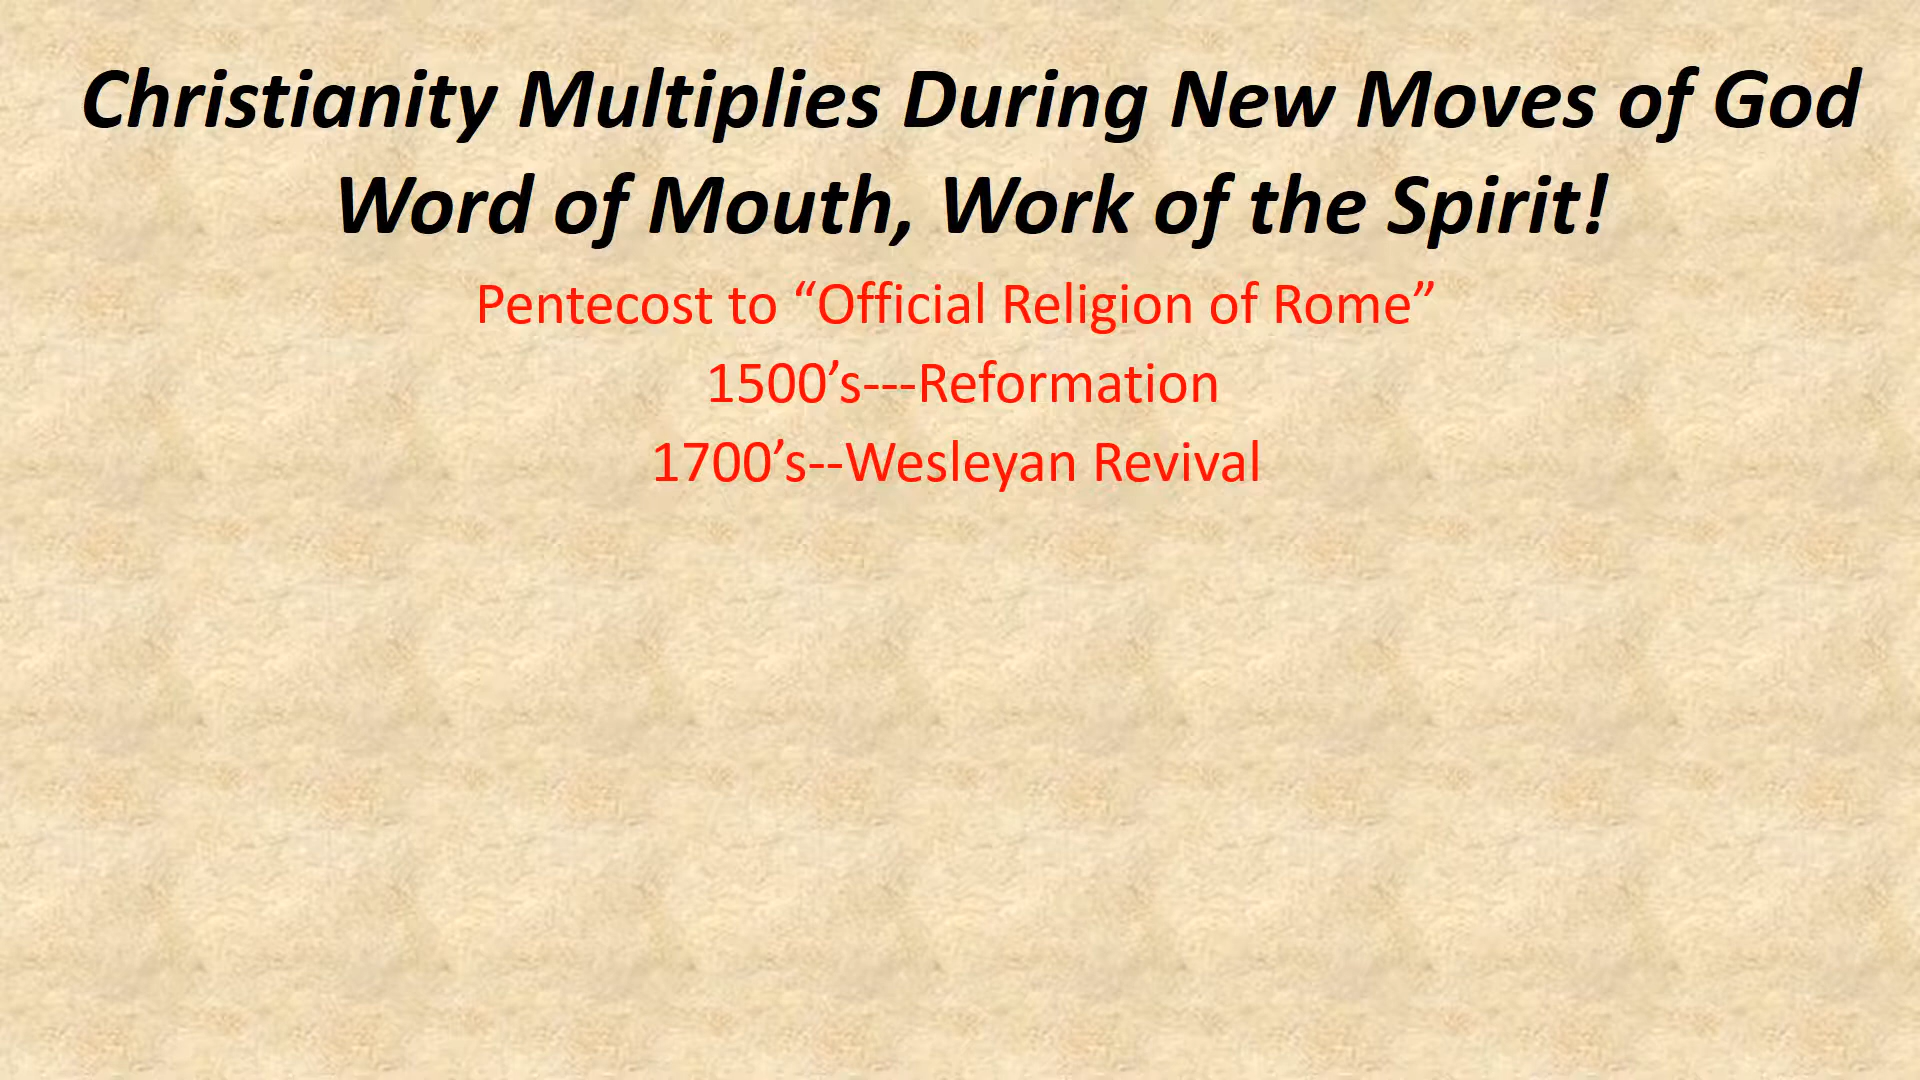 Christianity Multiplies During New Moves of God
Word of Mouth, Work of the Spirit!
Pentecost to “Official Religion of Rome”
1500’s---Reformation
1700’s--Wesleyan Revival